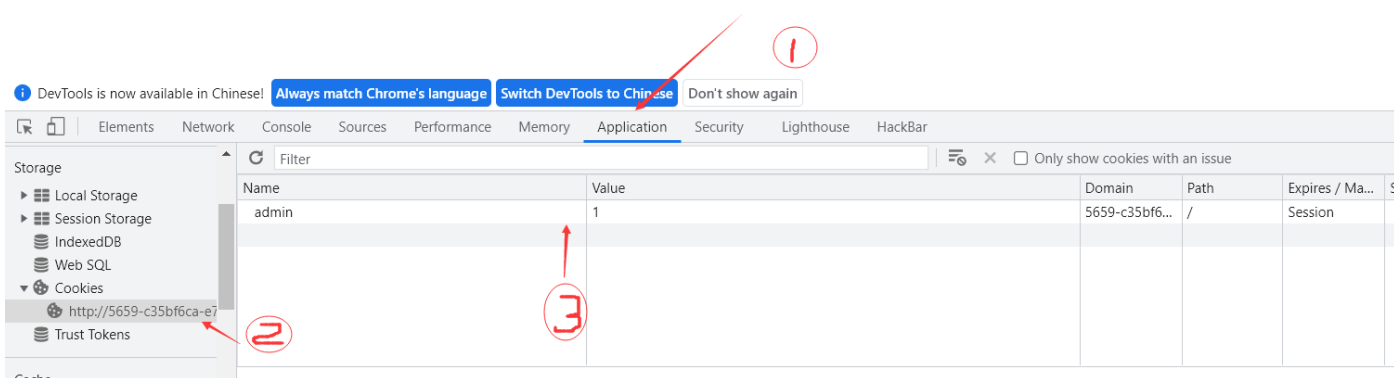 1
DevTools is now available in Chinese! Always match Chrome's language Switch DevTools to Chinese Don't show again
Elements Network Console Sources Performance Memory Application Security Lighthouse HackBar
Storage
Filter
Only show cookies with an issue
Local Storage
Session Storage
IndexedDB
Web SQL
Cookies
http://5659-c35bf6ca-e7
Trust Tokens
Name Value Domain Path Expires / Ma...
admin 1 5659-c35bf6... / Session
2
3